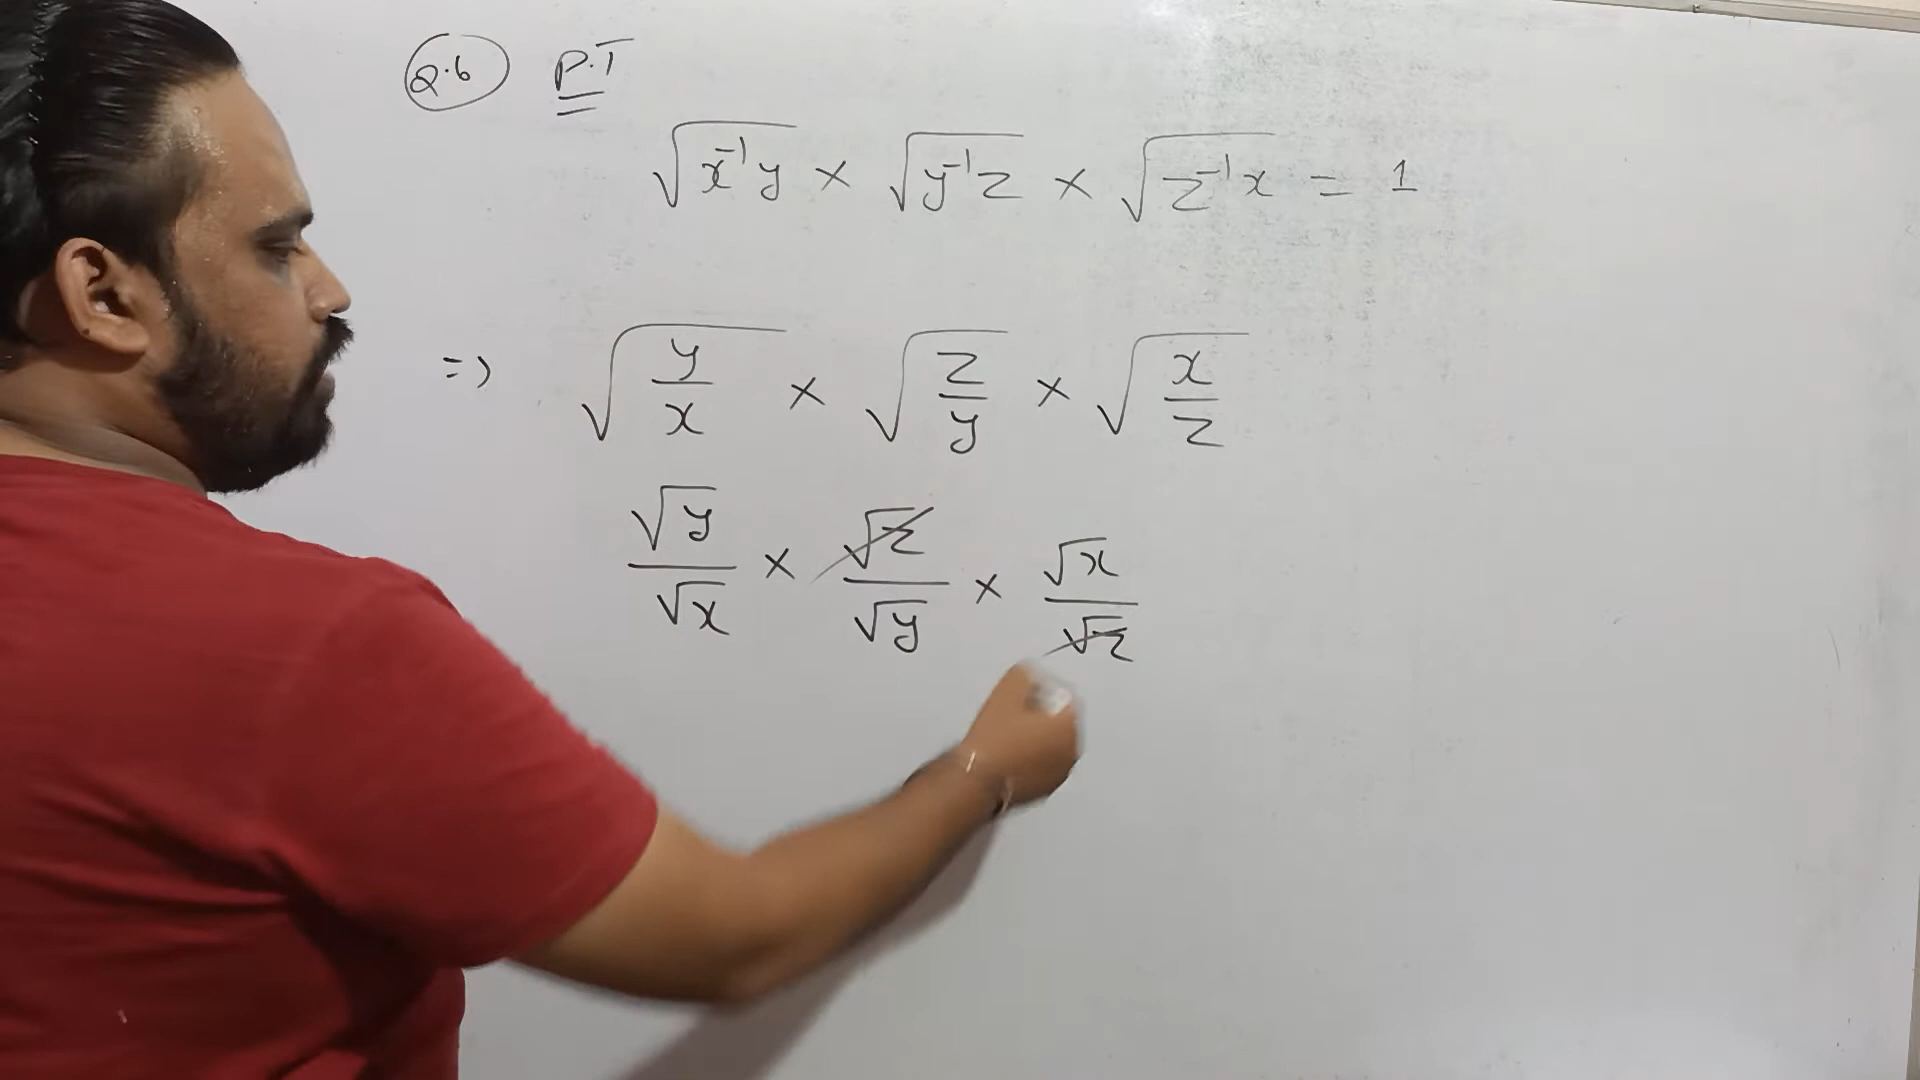 Q.6 P.T
√(x⁻¹y) × √(y⁻¹z) × √(z⁻¹x) = 1
=> √(y/x) × √(z/y) × √(x/z)
√y/√x × √z/√y × √x/√z